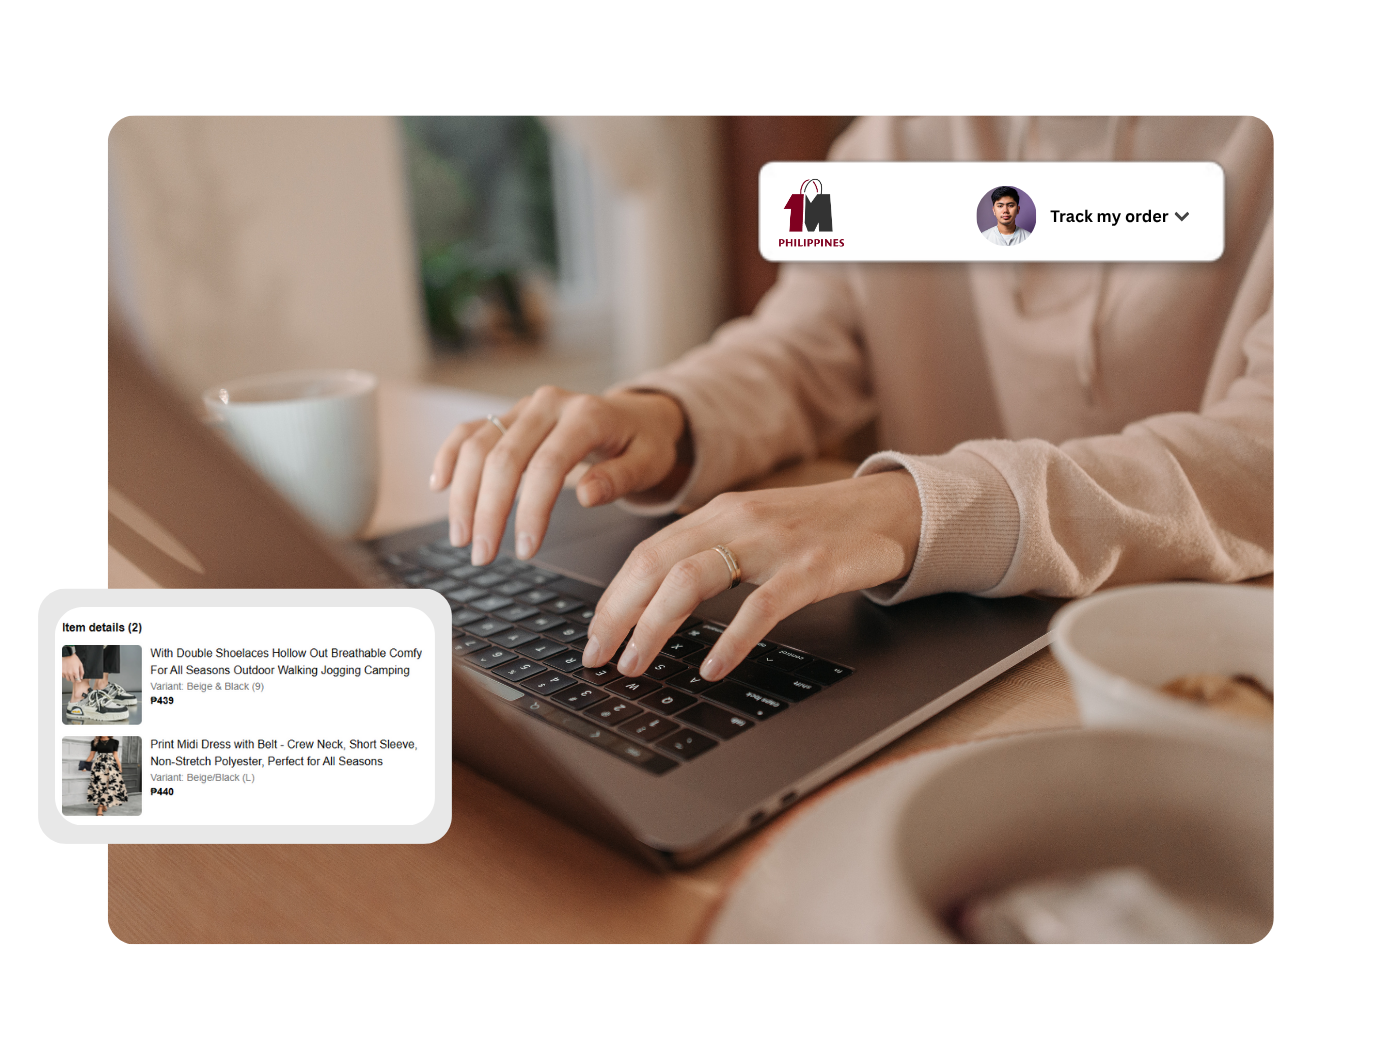 1M
PHILIPPINES
Track my order
Item details (2)
With Double Shoelaces Hollow Out Breathable Comfy
For All Seasons Outdoor Walking Jogging Camping
Variant: Beige & Black (9)
₱439
Print Midi Dress with Belt - Crew Neck, Short Sleeve,
Non-Stretch Polyester, Perfect for All Seasons
Variant: Beige/Black (L)
₱440